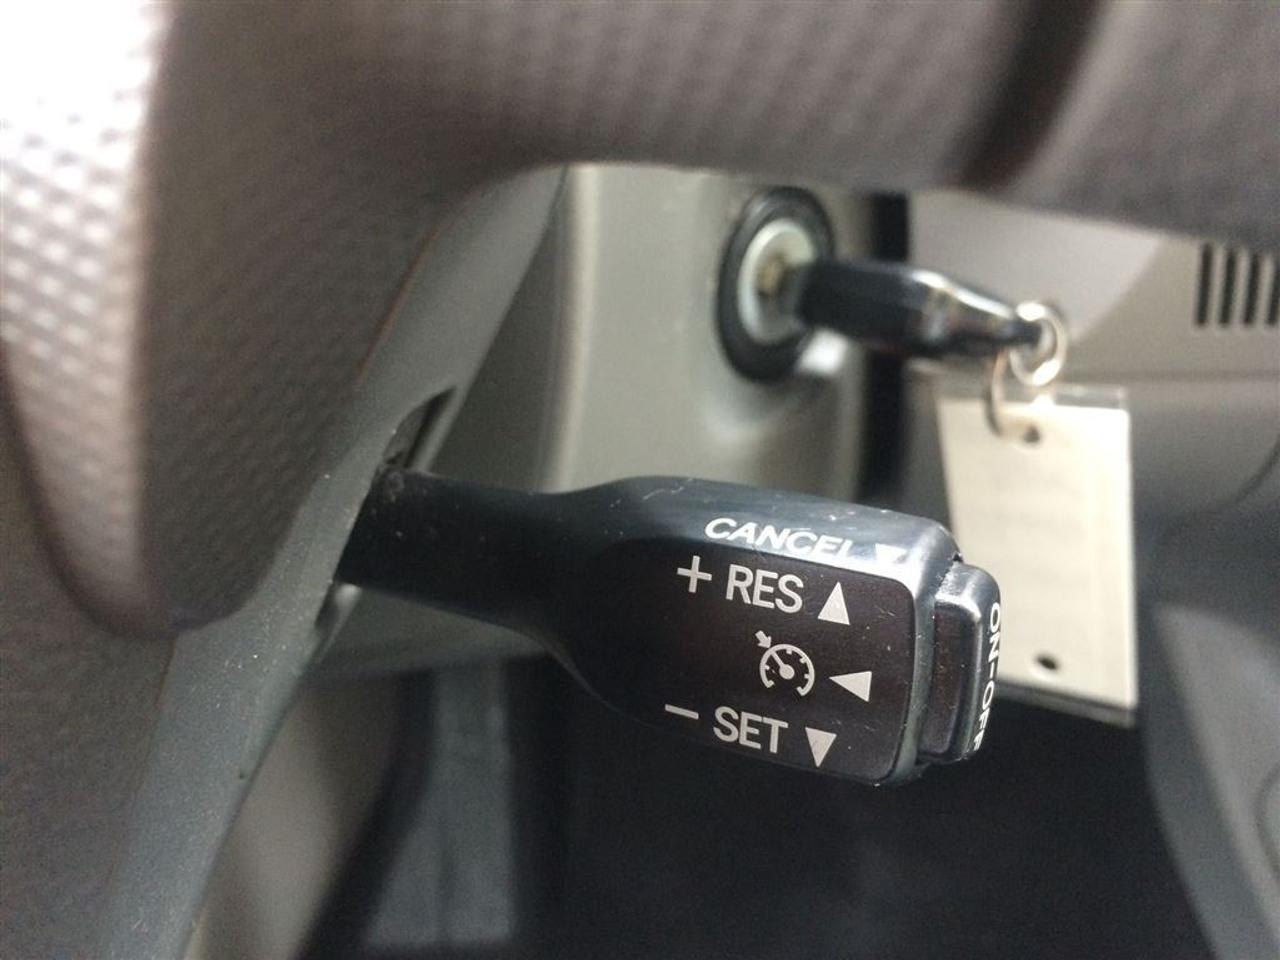 CANCEL ▼
+ RES ▲
◀
− SET ▼
ON-OFF